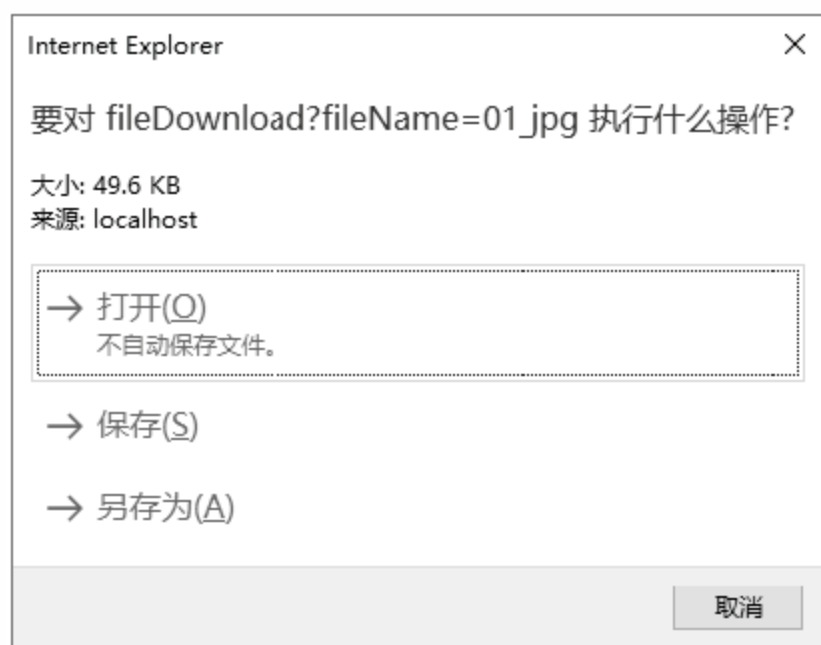 Internet Explorer
要对 fileDownload?fileName=01_jpg 执行什么操作?
大小: 49.6 KB
来源: localhost
→ 打开(O)
不自动保存文件。
→ 保存(S)
→ 另存为(A)
取消